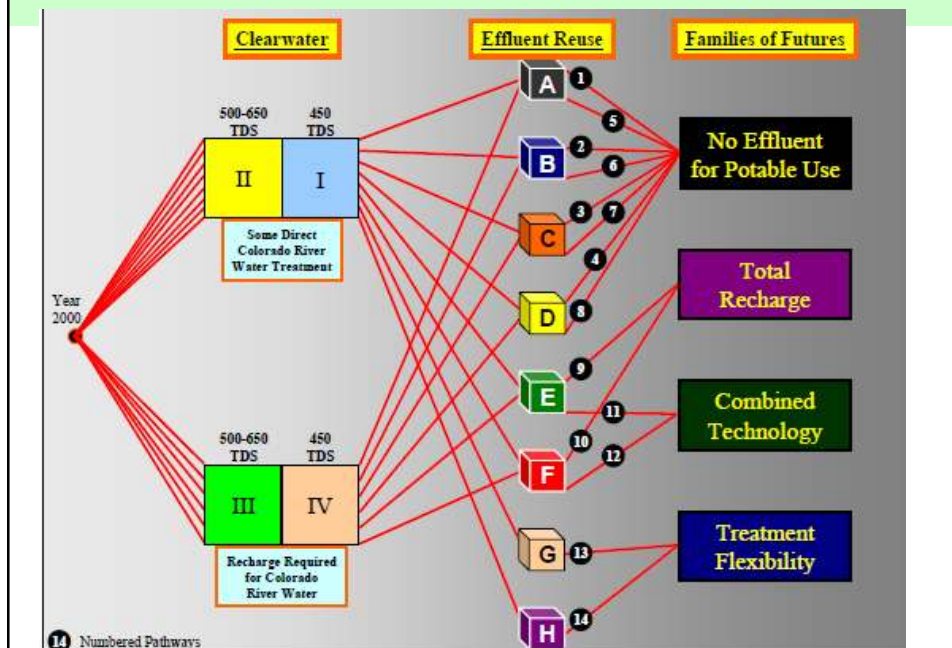 Clearwater
Effluent Reuse
Families of Futures
500-650
TDS
450
TDS
II
I
Some Direct
Colorado River
Water Treatment
Year
2000
500-650
TDS
450
TDS
III
IV
Recharge Required
for Colorado
River Water
A
B
C
D
E
F
G
H
1
5
2
6
3
7
4
8
9
11
10
12
13
14
No Effluent
for Potable Use
Total
Recharge
Combined
Technology
Treatment
Flexibility
14 Numbered Pathways